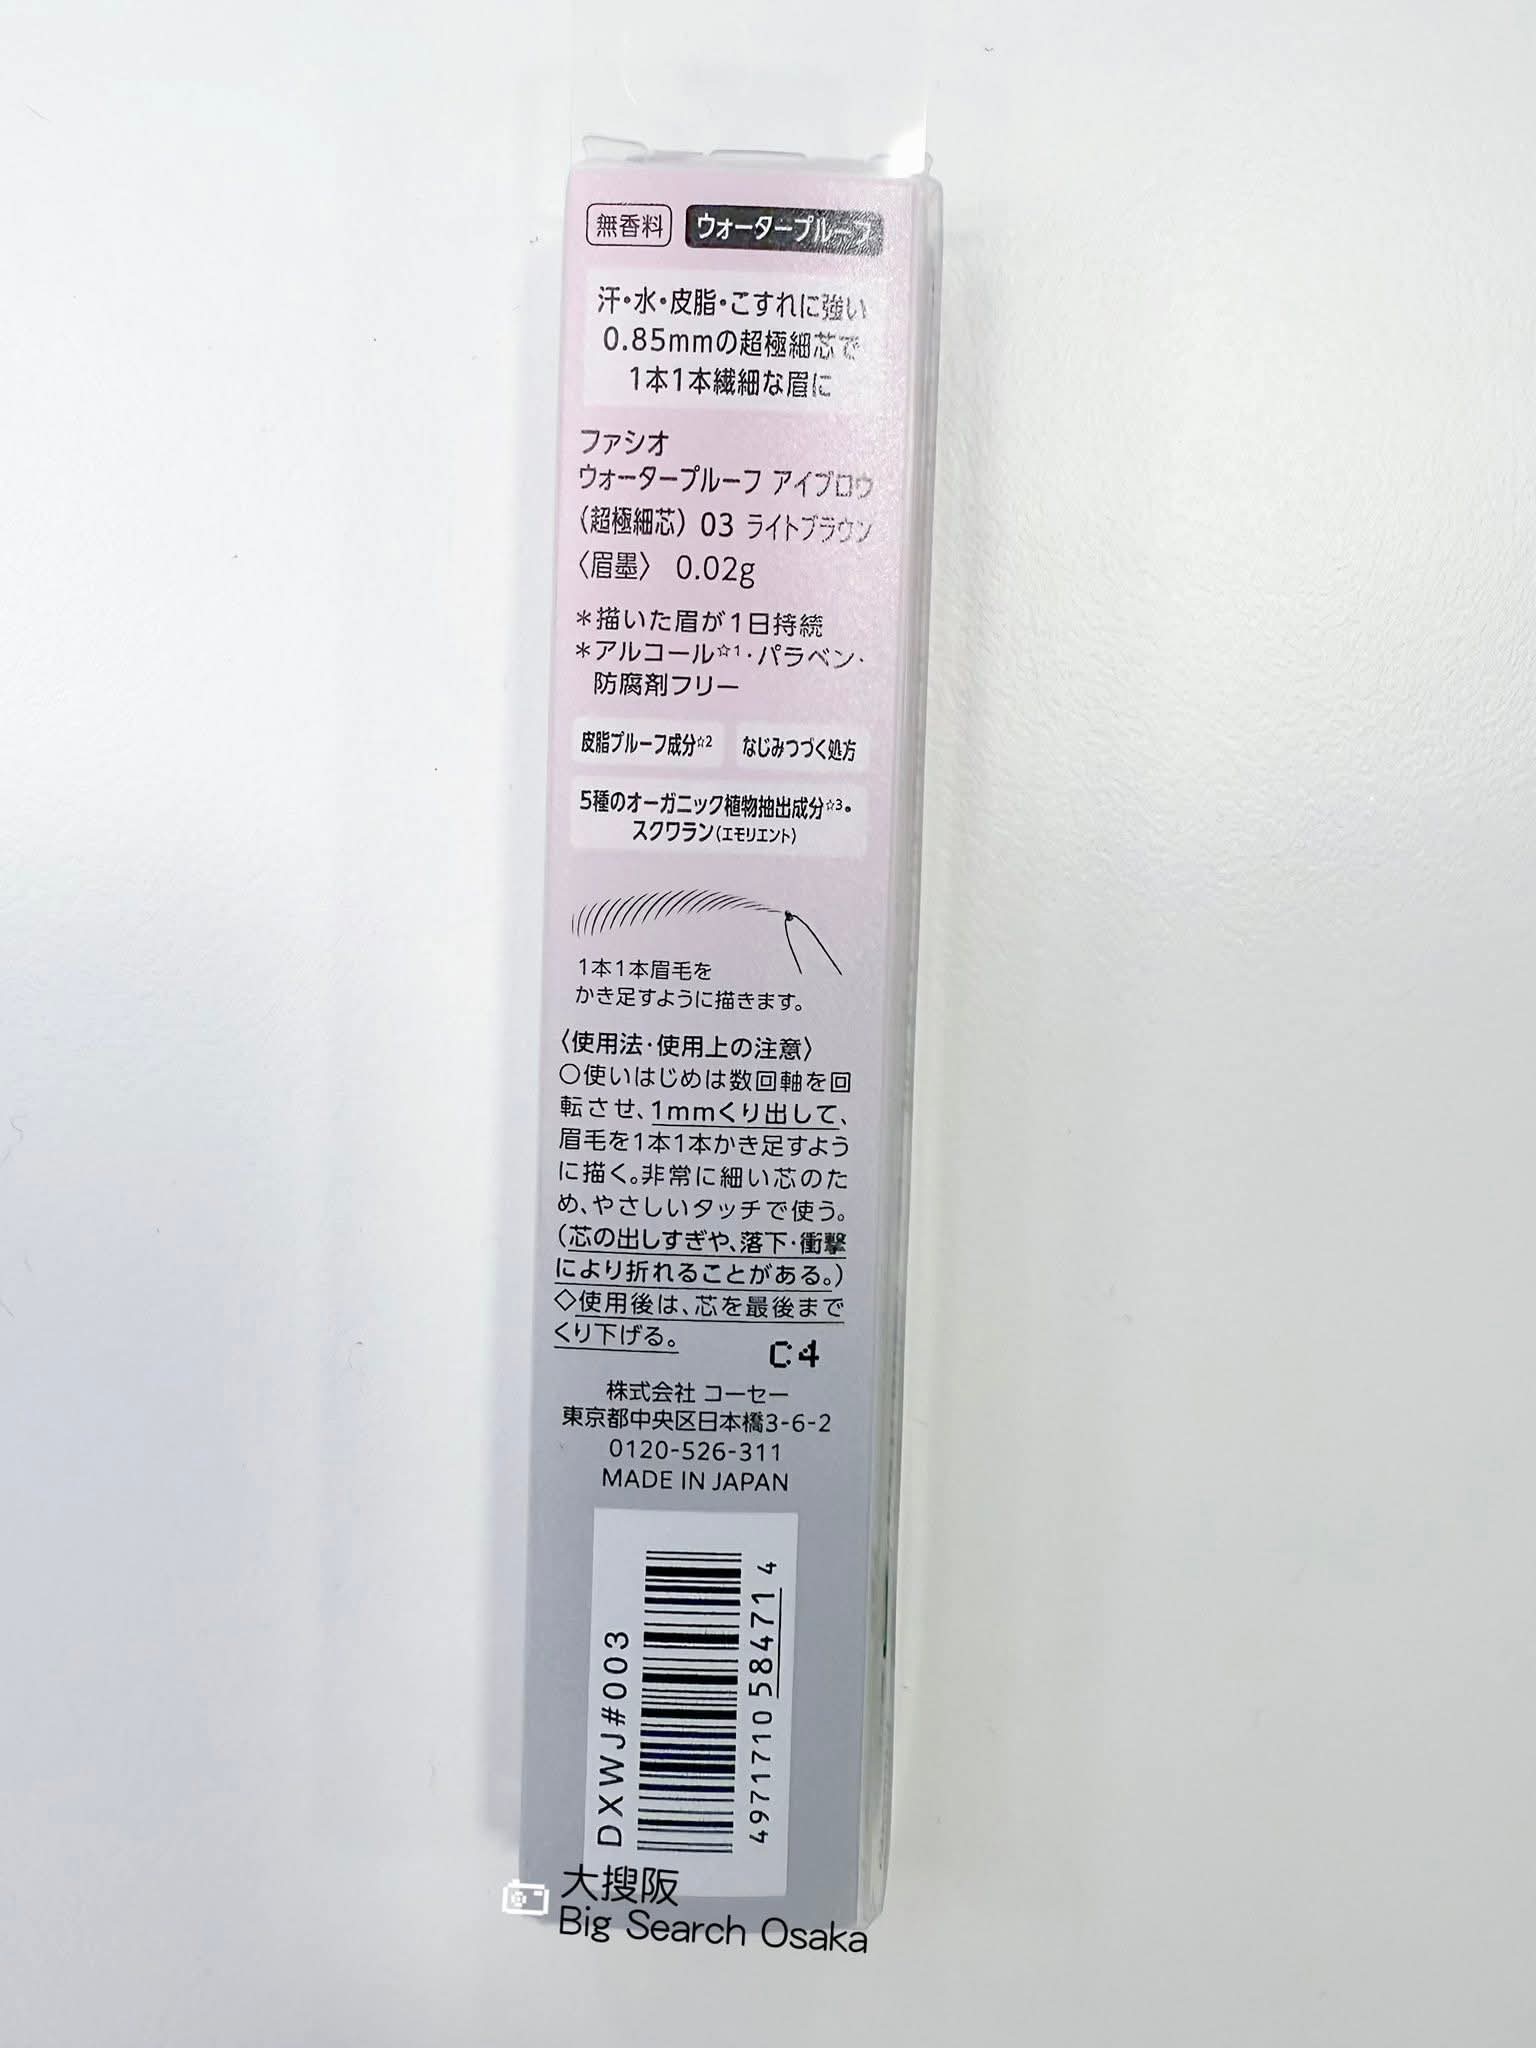 無香料 ウォータープルーフ
汗・水・皮脂・こすれに強い
0.85mmの超極細芯で
1本1本繊細な眉に
ファシオ
ウォータープルーフ アイブロウ
〈超極細芯〉 03 ライトブラウン
〈眉墨〉 0.02g
＊描いた眉が1日持続
＊アルコール☆1・パラベン・
防腐剤フリー
皮脂プルーフ成分☆2 なじみつづく処方
5種のオーガニック植物抽出成分☆3・
スクワラン(エモリエント)
1本1本眉毛を
かき足すように描きます。
〈使用法・使用上の注意〉
○使いはじめは数回軸を回
転させ、1mmくり出して、
眉毛を1本1本かき足すよう
に描く。非常に細い芯のた
め、やさしいタッチで使う。
(芯の出しすぎや、落下・衝撃
により折れることがある。)
◇使用後は、芯を最後まで
くり下げる。
C4
株式会社 コーセー
東京都中央区日本橋3-6-2
0120-526-311
MADE IN JAPAN
DXWJ#003
4971710584714
大搜阪
Big Search Osaka